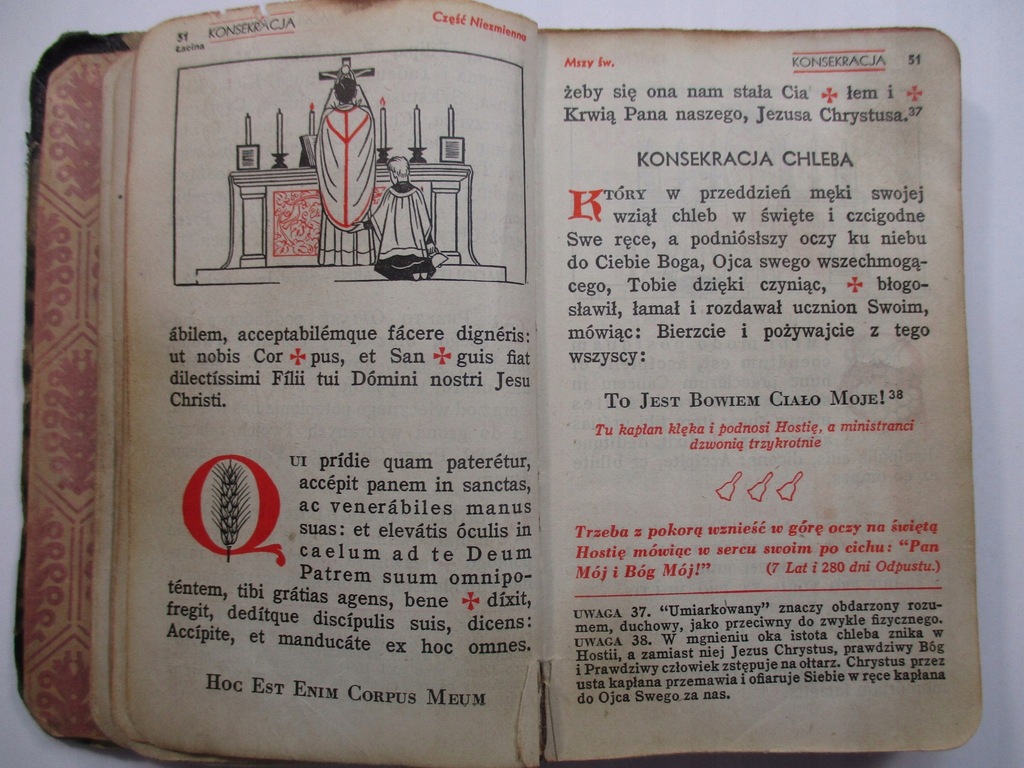 51 KONSEKRACJA Część Niezmienna
Łacina
ábilem, acceptabilémque fácere dignéris:
ut nobis Cor ✠ pus, et San ✠ guis fiat
dilectíssimi Fílii tui Dómini nostri Jesu
Christi.
QUI prídie quam paterétur,
accépit panem in sanctas,
ac venerábiles manus
suas: et elevátis óculis in
caelum ad te Deum
Patrem suum omnipo-
téntem, tibi grátias agens, bene ✠ díxit,
fregit, dedítque discípulis suis, dicens:
Accípite, et manducáte ex hoc omnes.
HOC EST ENIM CORPUS MEUM
Mszy św. KONSEKRACJA 51
żeby się ona nam stała Cia ✠ łem i ✠
Krwią Pana naszego, Jezusa Chrystusa.37
KONSEKRACJA CHLEBA
KTÓRY w przeddzień męki swojej
wziął chleb w święte i czcigodne
Swe ręce, a podniósłszy oczy ku niebu
do Ciebie Boga, Ojca swego wszechmogą-
cego, Tobie dzięki czyniąc, ✠ błogo-
sławił, łamał i rozdawał ucznion Swoim,
mówiąc: Bierzcie i pożywajcie z tego
wszyscy:
TO JEST BOWIEM CIAŁO MOJE!38
Tu kapłan klęka i podnosi Hostię, a ministranci
dzwonią trzykrotnie
Trzeba z pokorą wznieść w górę oczy na świętą
Hostię mówiąc w sercu swoim po cichu: “Pan
Mój i Bóg Mój!” (7 Lat i 280 dni Odpustu.)
UWAGA 37. “Umiarkowany” znaczy obdarzony rozu-
mem, duchowy, jako przeciwny do zwykle fizycznego.
UWAGA 38. W mgnieniu oka istota chleba znika w
Hostii, a zamiast niej Jezus Chrystus, prawdziwy Bóg
i Prawdziwy człowiek zstępuje na ołtarz. Chrystus przez
usta kapłana przemawia i ofiaruje Siebie w ręce kapłana
do Ojca Swego za nas.